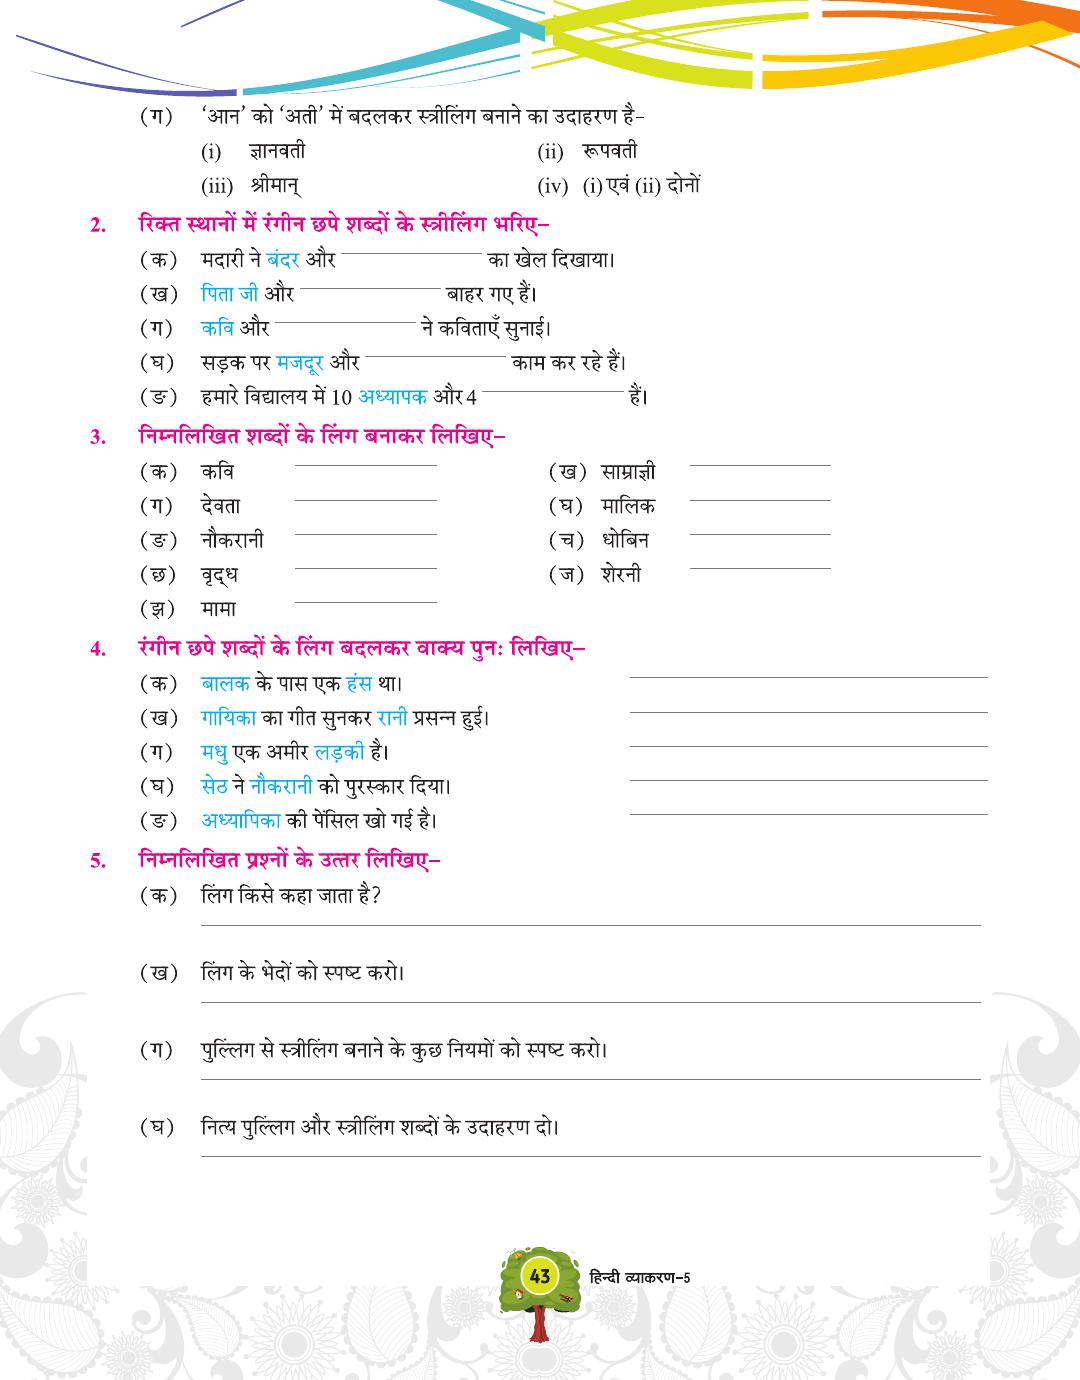 (ग) ‘आन’ को ‘अती’ में बदलकर स्त्रीलिंग बनाने का उदाहरण है-
(i) ज्ञानवती (ii) रूपवती
(iii) श्रीमान् (iv) (i) एवं (ii) दोनों
2. रिक्त स्थानों में रंगीन छपे शब्दों के स्त्रीलिंग भरिए–
(क) मदारी ने बंदर और ____________ का खेल दिखाया।
(ख) पिता जी और ____________ बाहर गए हैं।
(ग) कवि और ____________ ने कविताएँ सुनाई।
(घ) सड़क पर मजदूर और ____________ काम कर रहे हैं।
(ङ) हमारे विद्यालय में 10 अध्यापक और 4 ____________ हैं।
3. निम्नलिखित शब्दों के लिंग बनाकर लिखिए–
(क) कवि ____________ (ख) साम्राज्ञी ____________
(ग) देवता ____________ (घ) मालिक ____________
(ङ) नौकरानी ____________ (च) धोबिन ____________
(छ) वृद्ध ____________ (ज) शेरनी ____________
(झ) मामा ____________
4. रंगीन छपे शब्दों के लिंग बदलकर वाक्य पुनः लिखिए–
(क) बालक के पास एक हंस था। ____________
(ख) गायिका का गीत सुनकर रानी प्रसन्न हुई। ____________
(ग) मधु एक अमीर लड़की है। ____________
(घ) सेठ ने नौकरानी को पुरस्कार दिया। ____________
(ङ) अध्यापिका की पेंसिल खो गई है। ____________
5. निम्नलिखित प्रश्नों के उत्तर लिखिए–
(क) लिंग किसे कहा जाता है?
(ख) लिंग के भेदों को स्पष्ट करो।
(ग) पुल्लिंग से स्त्रीलिंग बनाने के कुछ नियमों को स्पष्ट करो।
(घ) नित्य पुल्लिंग और स्त्रीलिंग शब्दों के उदाहरण दो।
43 हिन्दी व्याकरण–5